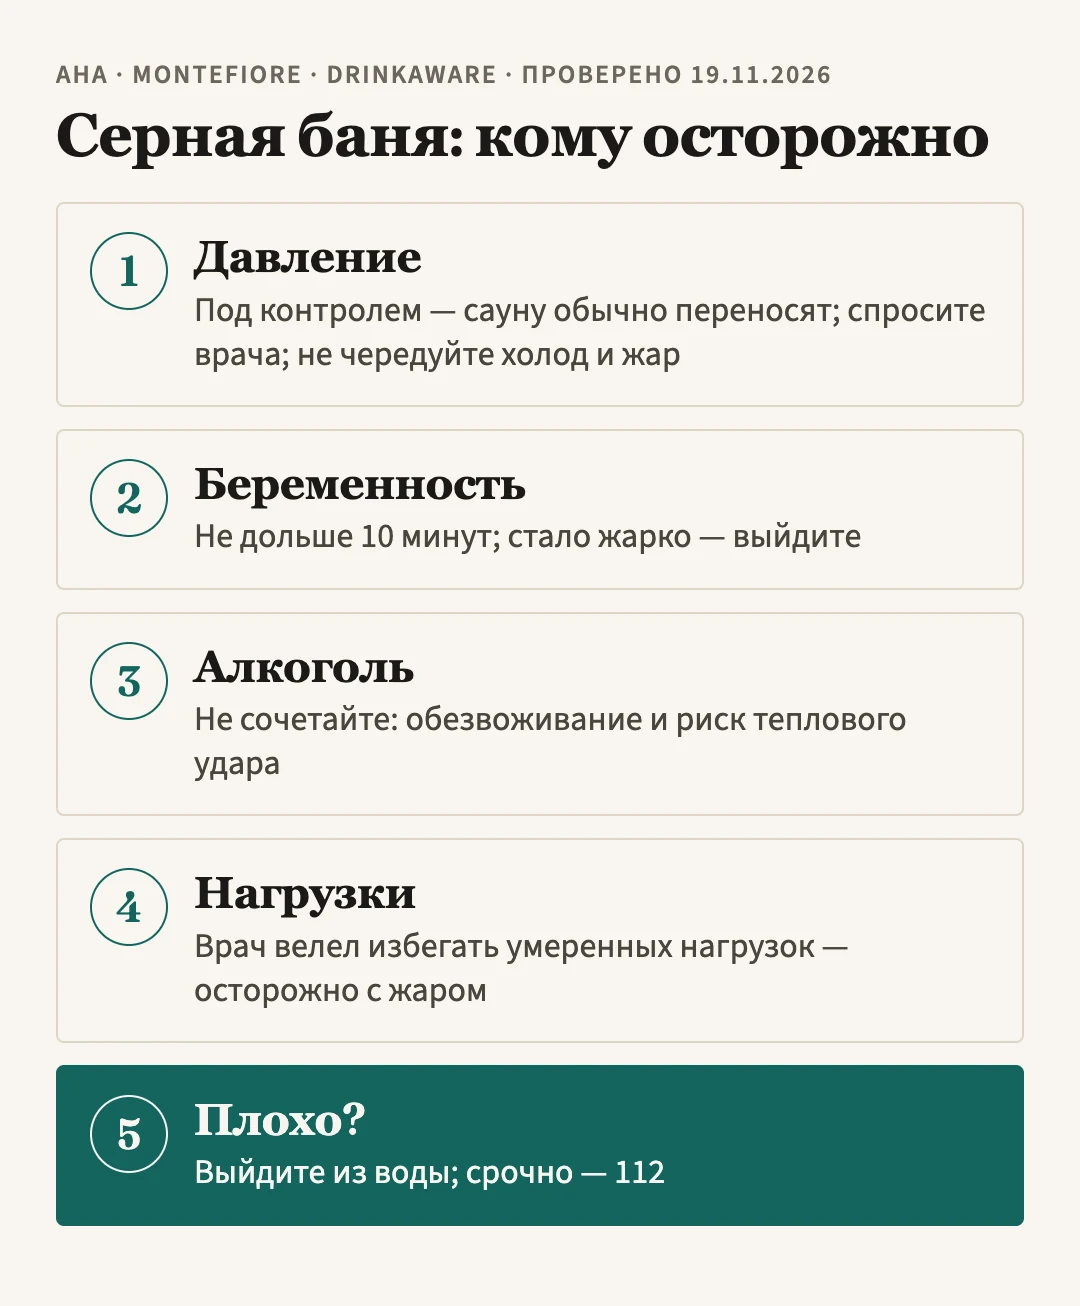 AHA · MONTEFIORE · DRINKAWARE · ПРОВЕРЕНО 19.11.2026
Серная баня: кому осторожно
1
Давление
Под контролем — сауну обычно переносят; спросите
врача; не чередуйте холод и жар
2
Беременность
Не дольше 10 минут; стало жарко — выйдите
3
Алкоголь
Не сочетайте: обезвоживание и риск теплового
удара
4
Нагрузки
Врач велел избегать умеренных нагрузок —
осторожно с жаром
5
Плохо?
Выйдите из воды; срочно — 112